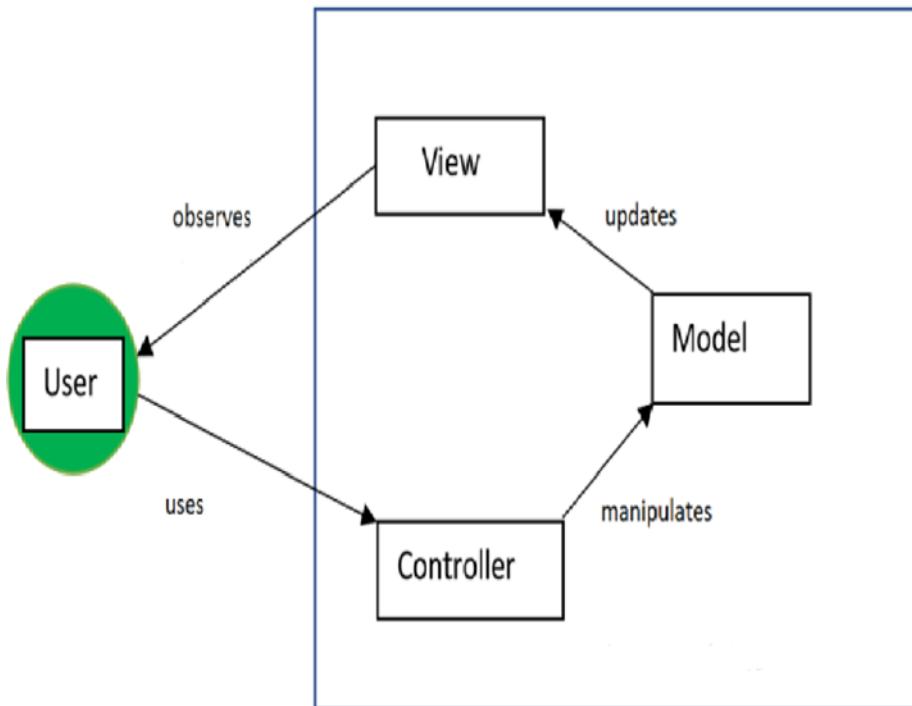 View
observes
updates
Model
User
uses
manipulates
Controller